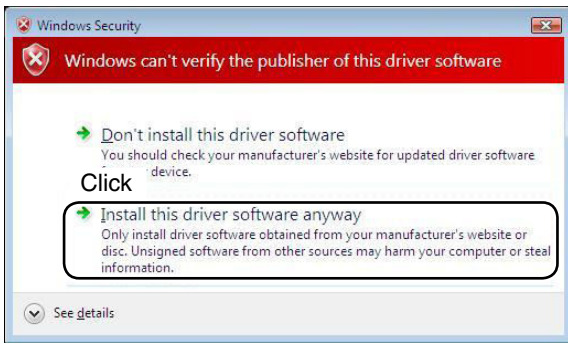 Windows Security
Windows can't verify the publisher of this driver software
Don't install this driver software
You should check your manufacturer's website for updated driver software
device.
Click
Install this driver software anyway
Only install driver software obtained from your manufacturer's website or
disc. Unsigned software from other sources may harm your computer or steal
information.
See details